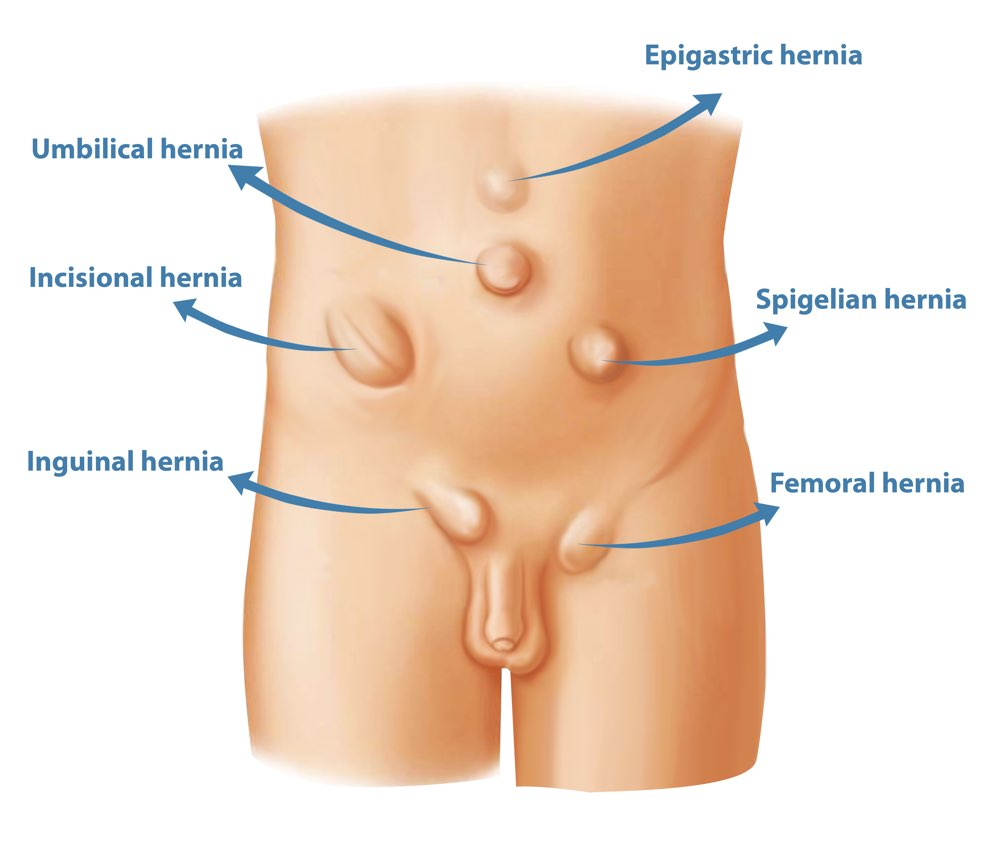 Epigastric hernia
Umbilical hernia
Incisional hernia
Spigelian hernia
Inguinal hernia
Femoral hernia